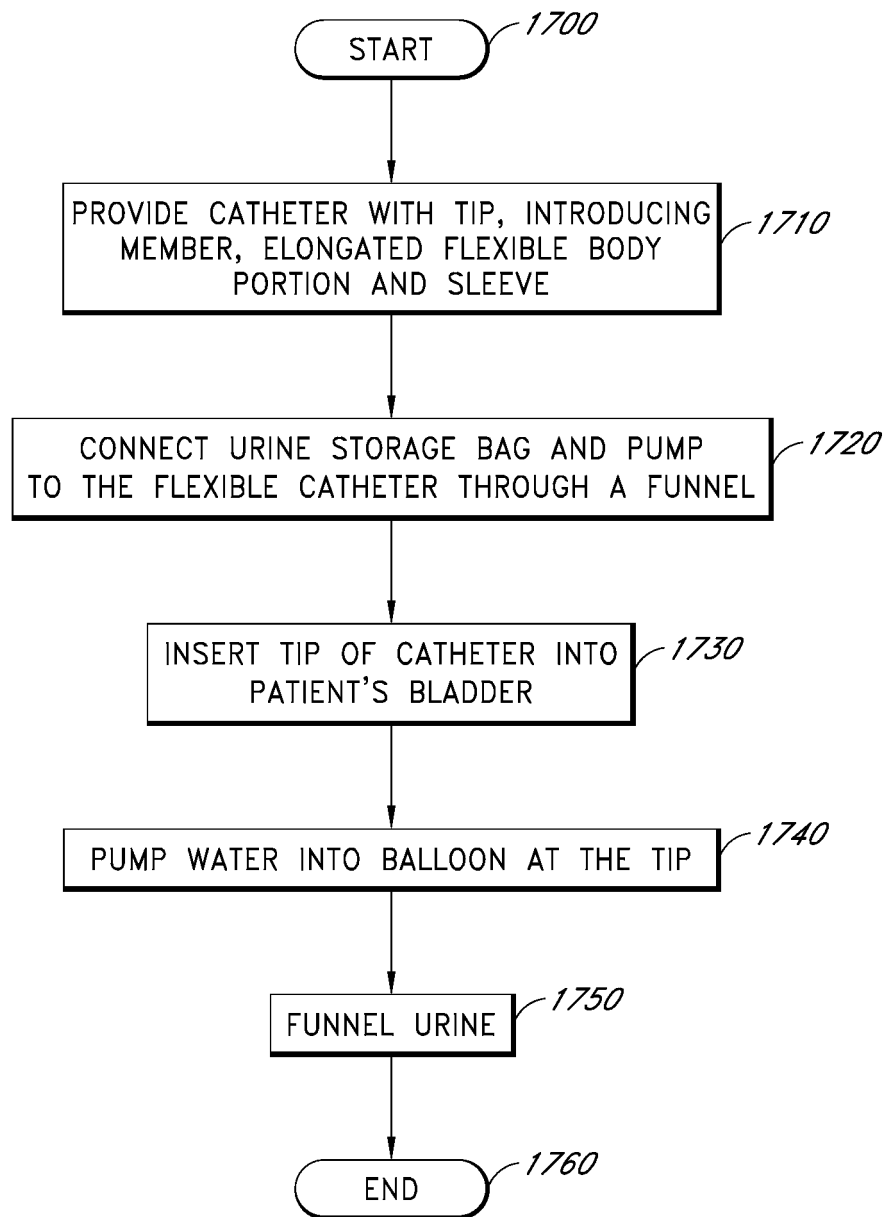 START
1700
PROVIDE CATHETER WITH TIP, INTRODUCING
MEMBER, ELONGATED FLEXIBLE BODY
PORTION AND SLEEVE
1710
CONNECT URINE STORAGE BAG AND PUMP
TO THE FLEXIBLE CATHETER THROUGH A FUNNEL
1720
INSERT TIP OF CATHETER INTO
PATIENT'S BLADDER
1730
PUMP WATER INTO BALLOON AT THE TIP
1740
FUNNEL URINE
1750
END
1760